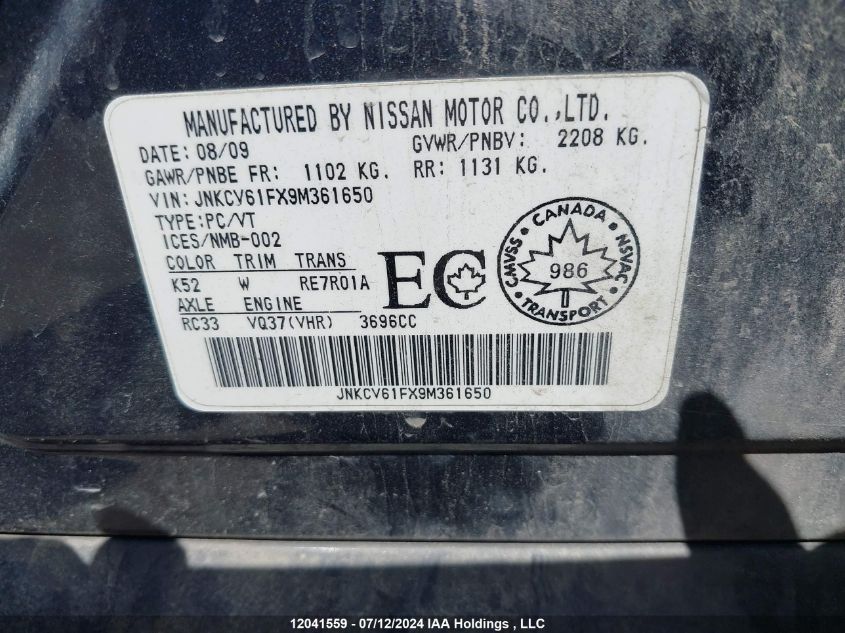 MANUFACTURED BY NISSAN MOTOR CO.,LTD.
DATE: 08/09 GVWR/PNBV: 2208 KG.
GAWR/PNBE FR: 1102 KG. RR: 1131 KG.
VIN: JNKCV61FX9M361650
TYPE:PC/VT
ICES/NMB-002
COLOR TRIM TRANS
K52 W RE7R01A
AXLE ENGINE
RC33 VQ37(VHR) 3696CC
EC
CANADA
CMVSS
NSVAC
986
TRANSPORT
JNKCV61FX9M361650
12041559 - 07/12/2024 IAA Holdings , LLC